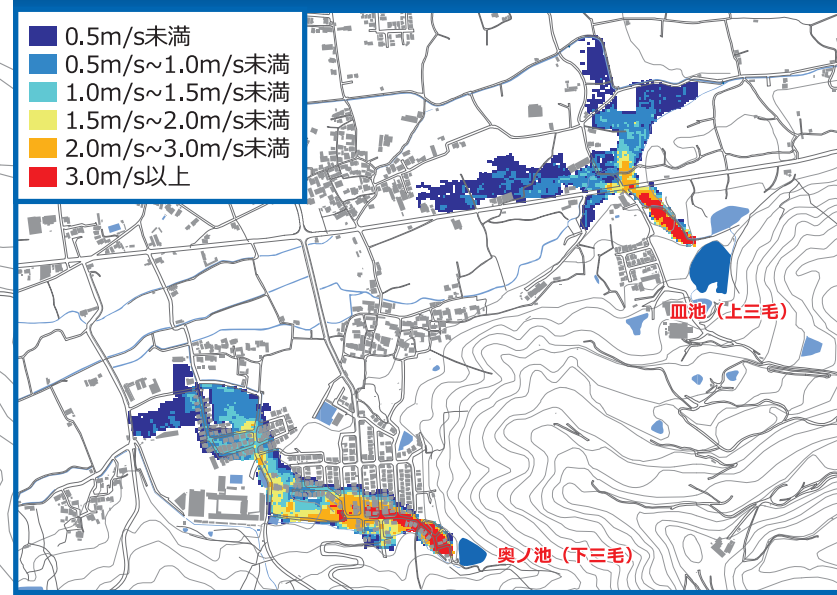 0.5m/s未満
0.5m/s~1.0m/s未満
1.0m/s~1.5m/s未満
1.5m/s~2.0m/s未満
2.0m/s~3.0m/s未満
3.0m/s以上
皿池（上三毛）
奥ノ池（下三毛）